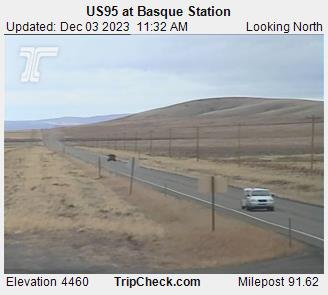 US95 at Basque Station
Updated: Dec 03 2023 11:32 AM Looking North
Elevation 4460 TripCheck.com Milepost 91.62